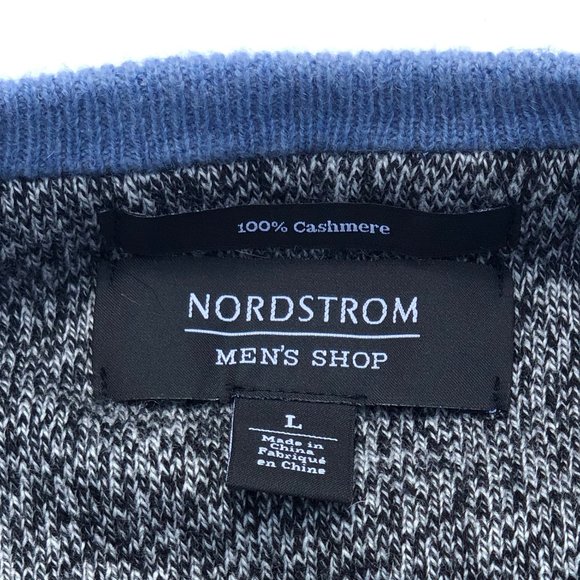 100% Cashmere
NORDSTROM
MEN'S SHOP
L
Made in
China
Fabriqué
en Chine